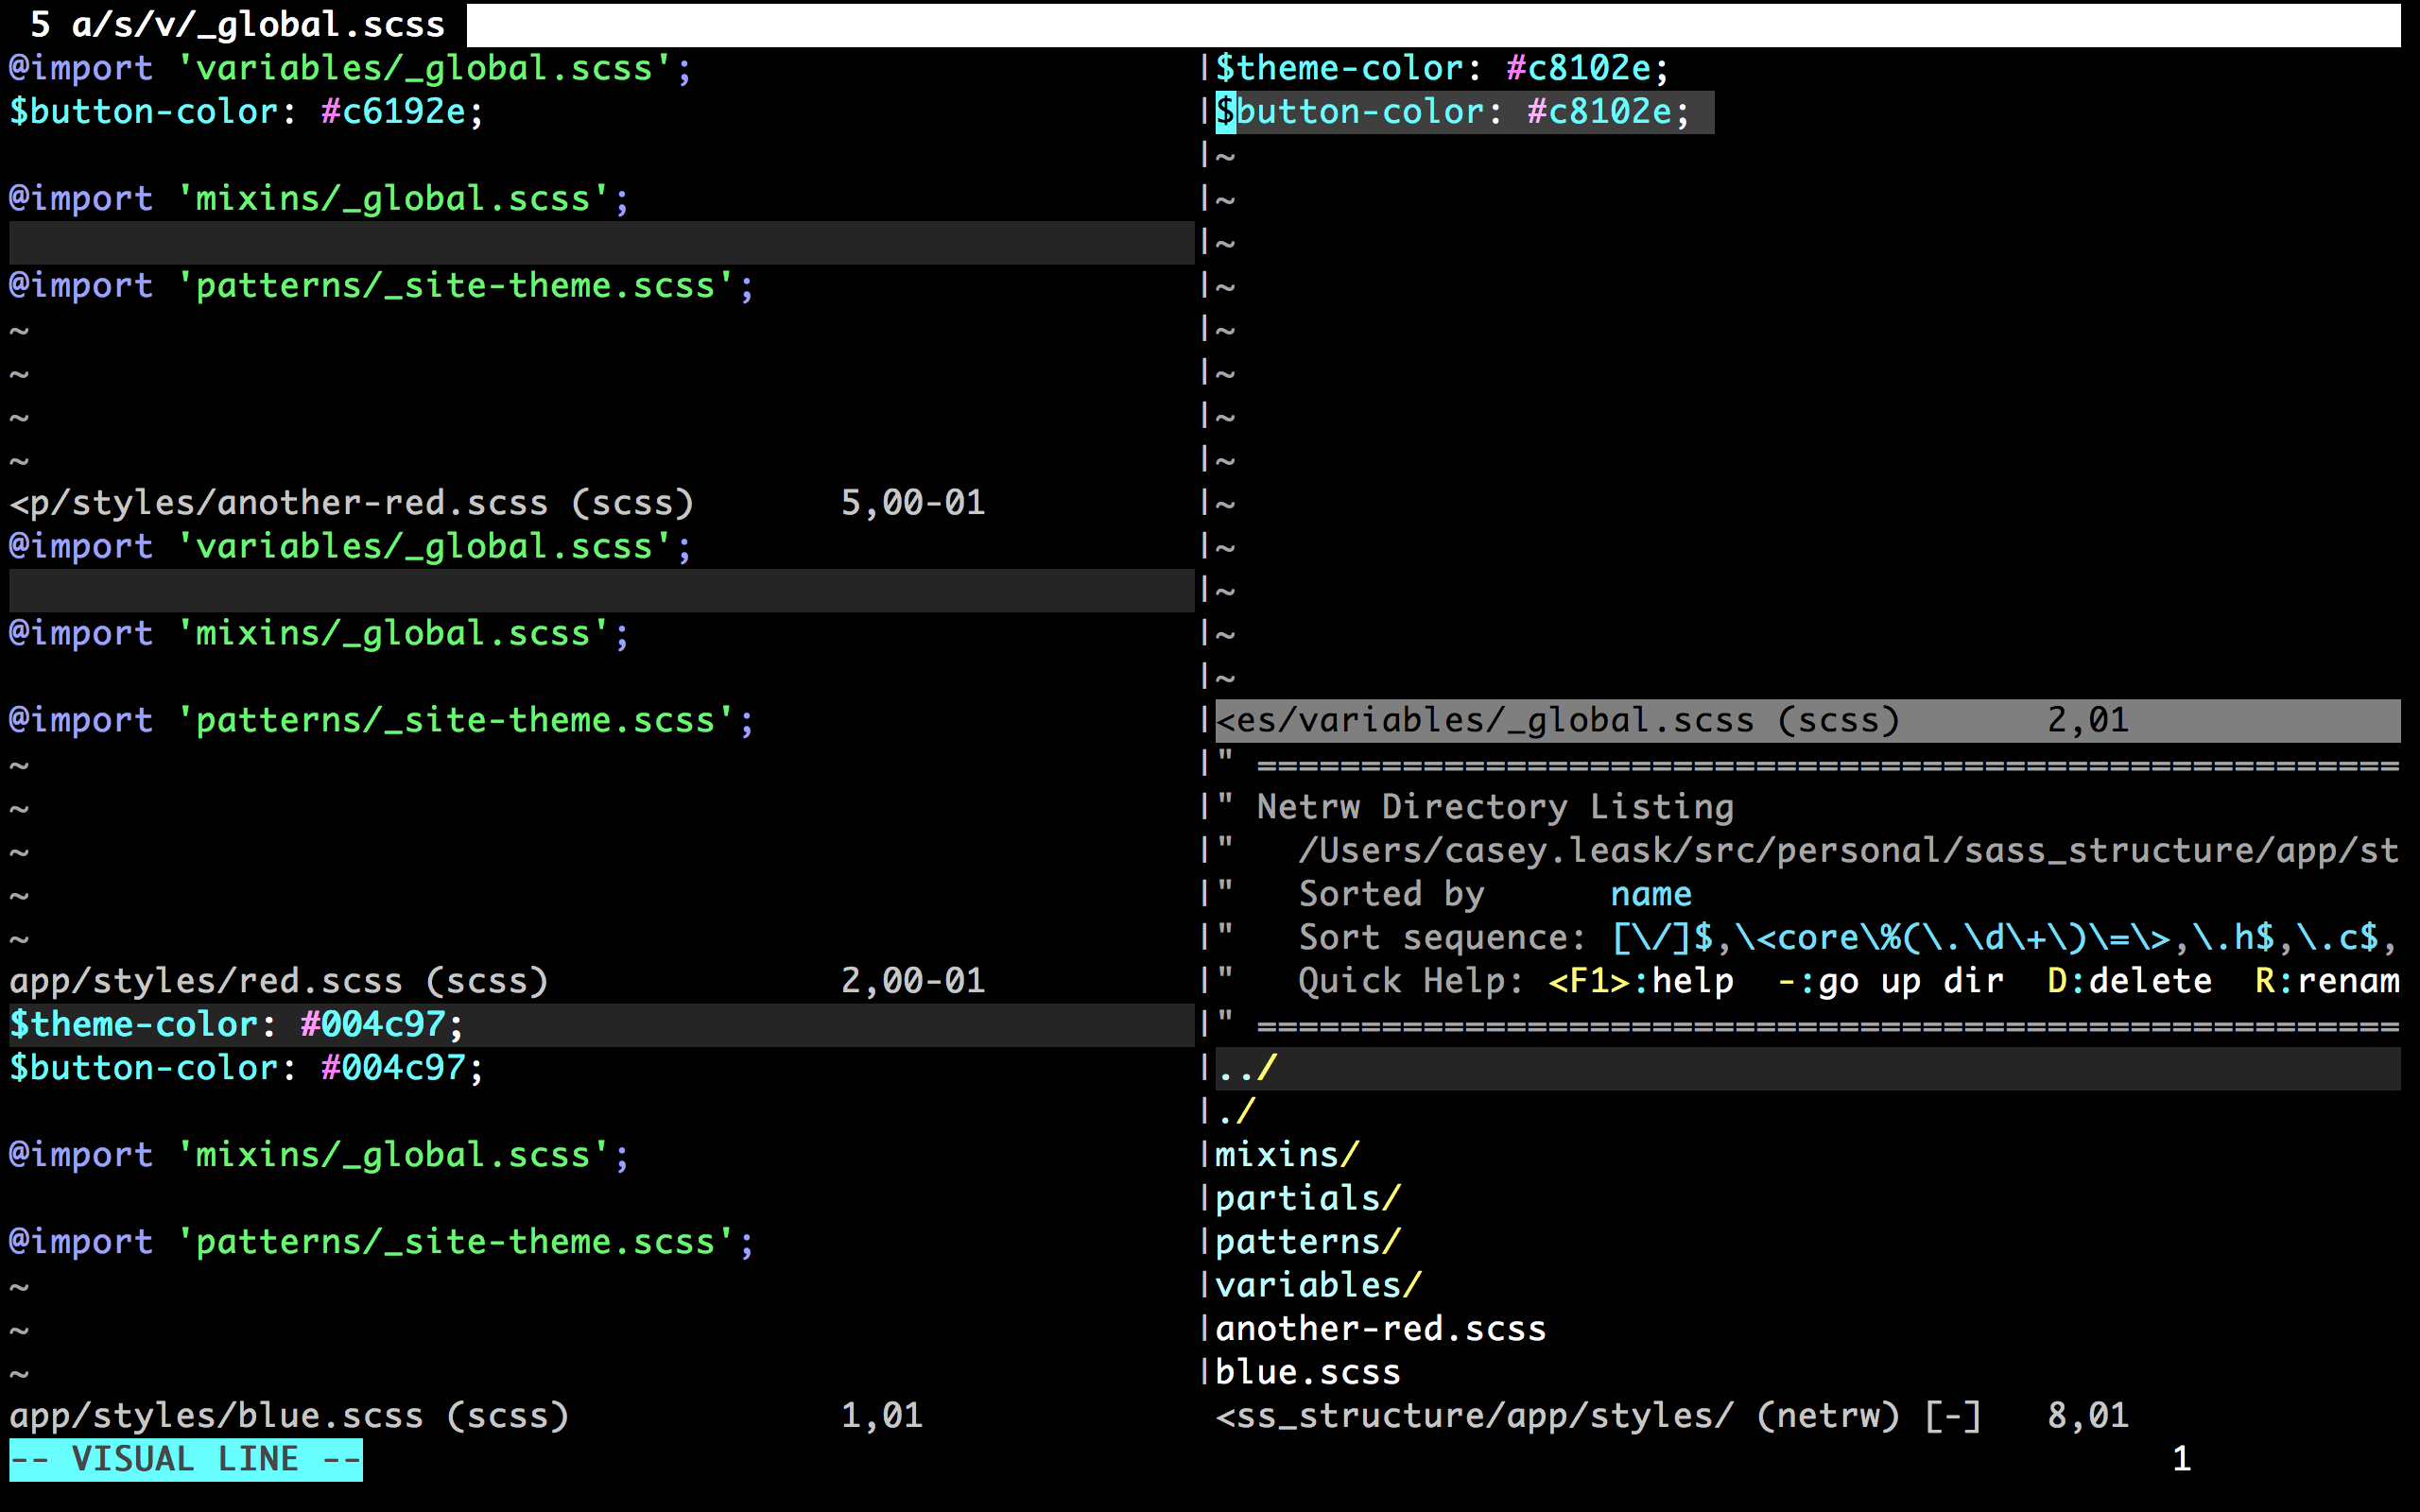 5 a/s/v/_global.scss
@import 'variables/_global.scss';
$button-color: #c6192e;
@import 'mixins/_global.scss';
@import 'patterns/_site-theme.scss';
~
~
~
~
<p/styles/another-red.scss (scss)       5,00-01
@import 'variables/_global.scss';
@import 'mixins/_global.scss';
@import 'patterns/_site-theme.scss';
~
~
~
~
~
app/styles/red.scss (scss)              2,00-01
$theme-color: #004c97;
$button-color: #004c97;
@import 'mixins/_global.scss';
@import 'patterns/_site-theme.scss';
~
~
~
app/styles/blue.scss (scss)             1,01
|$theme-color: #c8102e;
|$button-color: #c8102e;
|~
|~
|~
|~
|~
|~
|~
|~
|~
|~
|~
|~
|~
|<es/variables/_global.scss (scss)       2,01
|" =======================================================
|" Netrw Directory Listing
|"   /Users/casey.leask/src/personal/sass_structure/app/st
|"   Sorted by      name
|"   Sort sequence: [\/]$,\<core\%(\.\d\+\)\=\>,\.h$,\.c$,
|"   Quick Help: <F1>:help  -:go up dir  D:delete  R:renam
|" =======================================================
|../
|./
|mixins/
|partials/
|patterns/
|variables/
|another-red.scss
|blue.scss
<ss_structure/app/styles/ (netrw) [-]   8,01
-- VISUAL LINE --                                                                                       1